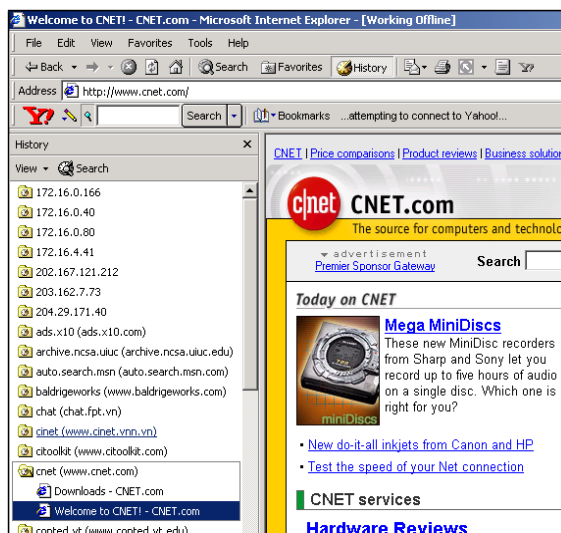 Welcome to CNET! - CNET.com - Microsoft Internet Explorer - [Working Offline]
File Edit View Favorites Tools Help
Back Search Favorites History
Address http://www.cnet.com/
Y! Search Bookmarks ...attempting to connect to Yahoo!...
History
View Search
172.16.0.166
172.16.0.40
172.16.0.80
172.16.4.41
202.167.121.212
203.162.7.73
204.29.171.40
ads.x10 (ads.x10.com)
archive.ncsa.uiuc (archive.ncsa.uiuc.edu)
auto.search.msn (auto.search.msn.com)
baldrigeworks (www.baldrigeworks.com)
chat (chat.fpt.vn)
cinet (www.cinet.vnn.vn)
citoolkit (www.citoolkit.com)
cnet (www.cnet.com)
Downloads - CNET.com
Welcome to CNET! - CNET.com
conted.vt (www.conted.vt.edu)
CNET | Price comparisons | Product reviews | Business solution
c|net CNET.com
The source for computers and technolo
advertisement
Premier Sponsor Gateway
Search
Today on CNET
Mega MiniDiscs
These new MiniDisc recorders
from Sharp and Sony let you
record up to five hours of audio
on a single disc. Which one is
right for you?
miniDiscs
New do-it-all inkjets from Canon and HP
Test the speed of your Net connection
CNET services
Hardware Reviews